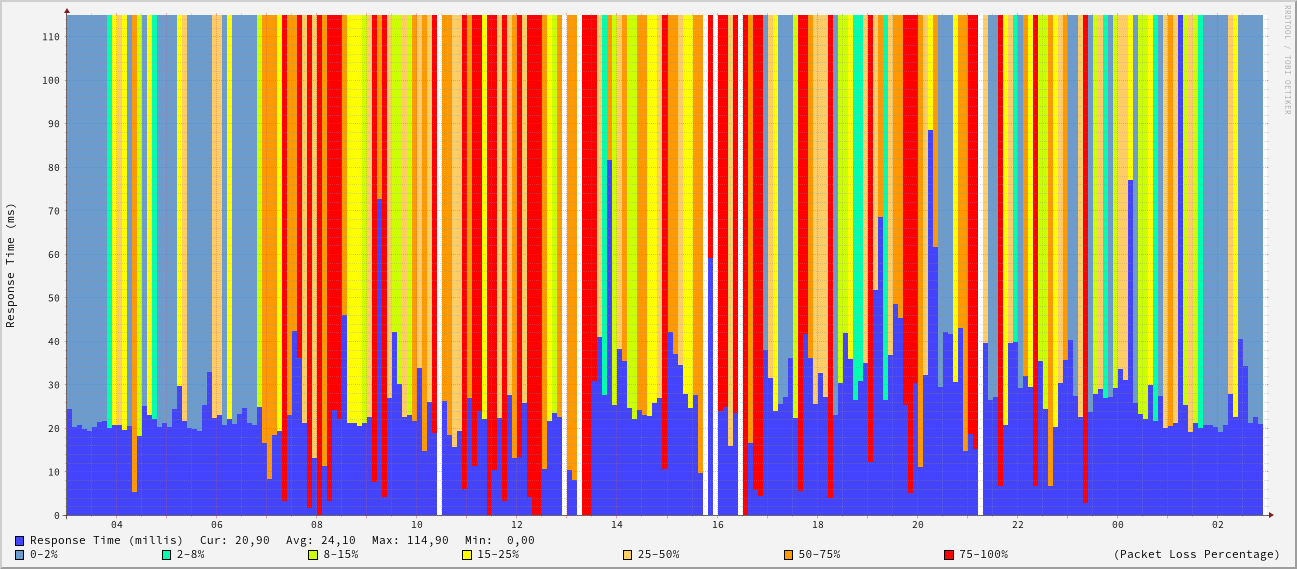 RRDTOOL / TOBI OETIKER
Response Time (ms)
110
100
90
80
70
60
50
40
30
20
10
0
04 06 08 10 12 14 16 18 20 22 00 02
Response Time (millis) Cur: 20,90 Avg: 24,10 Max: 114,90 Min: 0,00
0-2% 2-8% 8-15% 15-25% 25-50% 50-75% 75-100% (Packet Loss Percentage)